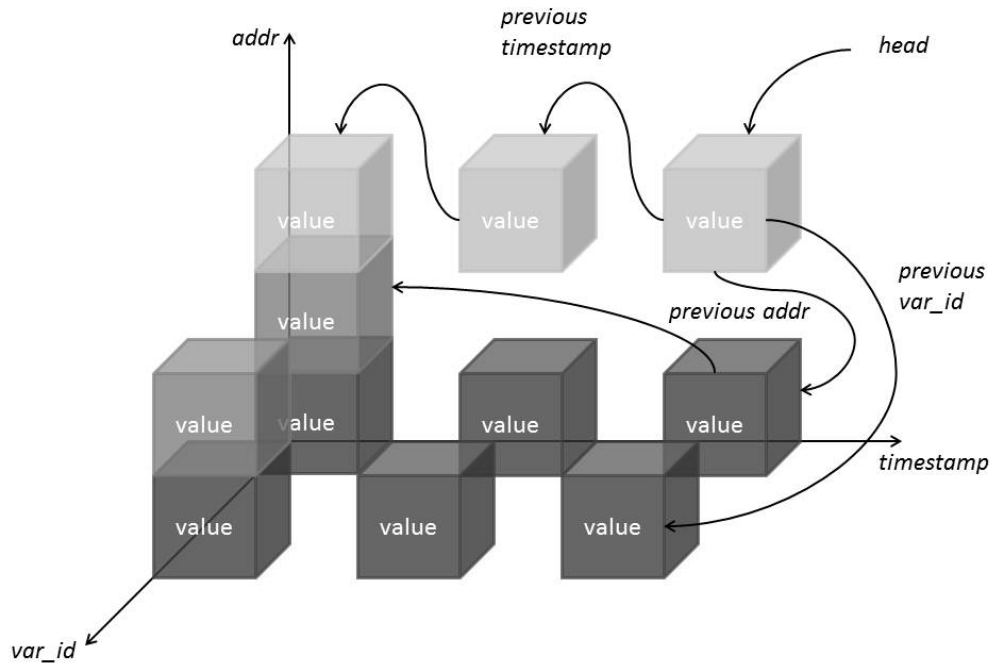 previous
timestamp
addr
head
value
value
value
previous
var_id
value
previous addr
value
value
value
value
timestamp
value
value
value
var_id